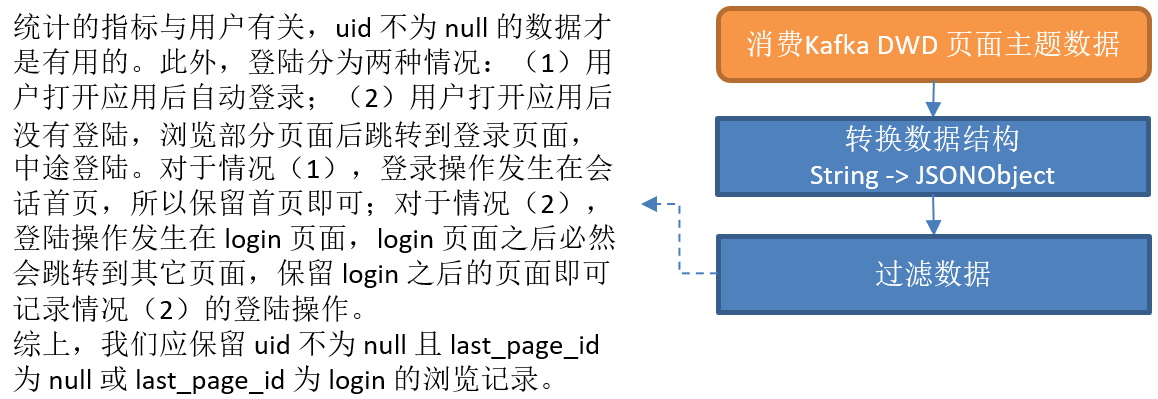 统计的指标与用户有关，uid 不为 null 的数据才
是有用的。此外，登陆分为两种情况：（1）用
户打开应用后自动登录；（2）用户打开应用后
没有登陆，浏览部分页面后跳转到登录页面，
中途登陆。对于情况（1），登录操作发生在会
话首页，所以保留首页即可；对于情况（2），
登陆操作发生在 login 页面，login 页面之后必然
会跳转到其它页面，保留 login 之后的页面即可
记录情况（2）的登陆操作。
综上，我们应保留 uid 不为 null 且 last_page_id
为 null 或 last_page_id 为 login 的浏览记录。
消费Kafka DWD 页面主题数据
转换数据结构
String -> JSONObject
过滤数据